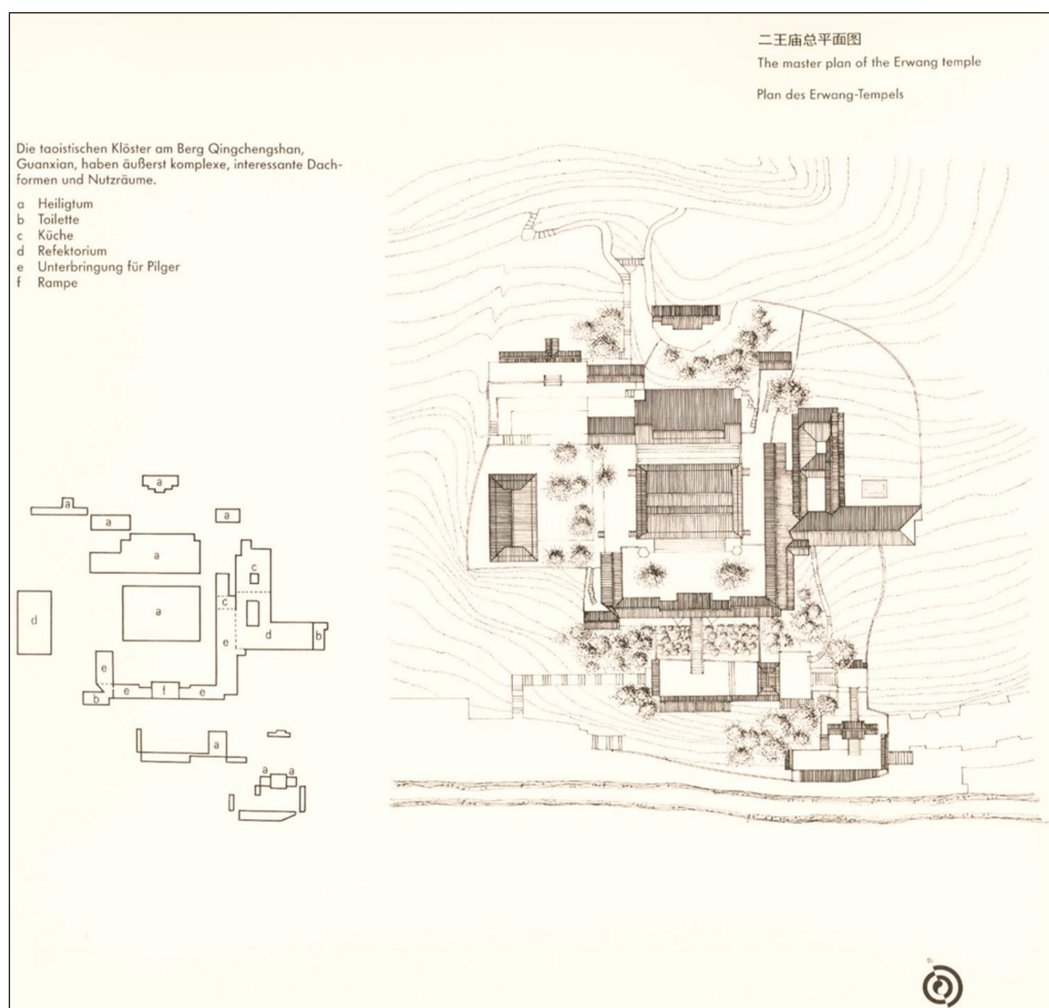 二王庙总平面图
The master plan of the Erwang temple
Plan des Erwang-Tempels
Die taoistischen Klöster am Berg Qingchengshan,
Guanxian, haben äußerst komplexe, interessante Dach-
formen und Nutzräume.
a Heiligtum
b Toilette
c Küche
d Refektorium
e Unterbringung für Pilger
f Rampe
a
a
a
a
a
c
a
c
d
e
d
b
e
e
f
e
b
a
a
a